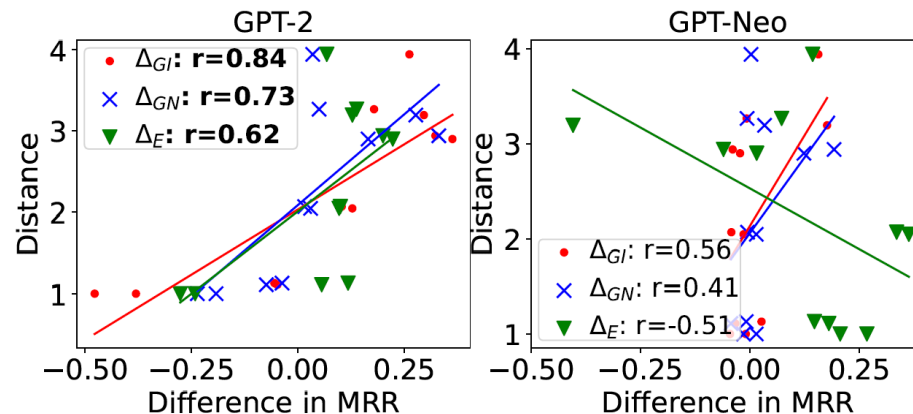 GPT-2
4
3
2
1
Distance
Δ_GI: r=0.84
Δ_GN: r=0.73
Δ_E: r=0.62
−0.50 −0.25 0.00 0.25
Difference in MRR
GPT-Neo
4
3
2
1
Distance
Δ_GI: r=0.56
Δ_GN: r=0.41
Δ_E: r=-0.51
−0.50 −0.25 0.00 0.25
Difference in MRR